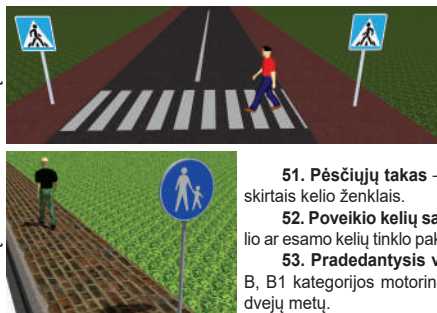 51. Pėsčiųjų takas –
skirtais kelio ženklais.
52. Poveikio kelių sa
lio ar esamo kelių tinklo pak
53. Pradedantysis v
B, B1 kategorijos motorin
dvejų metų.